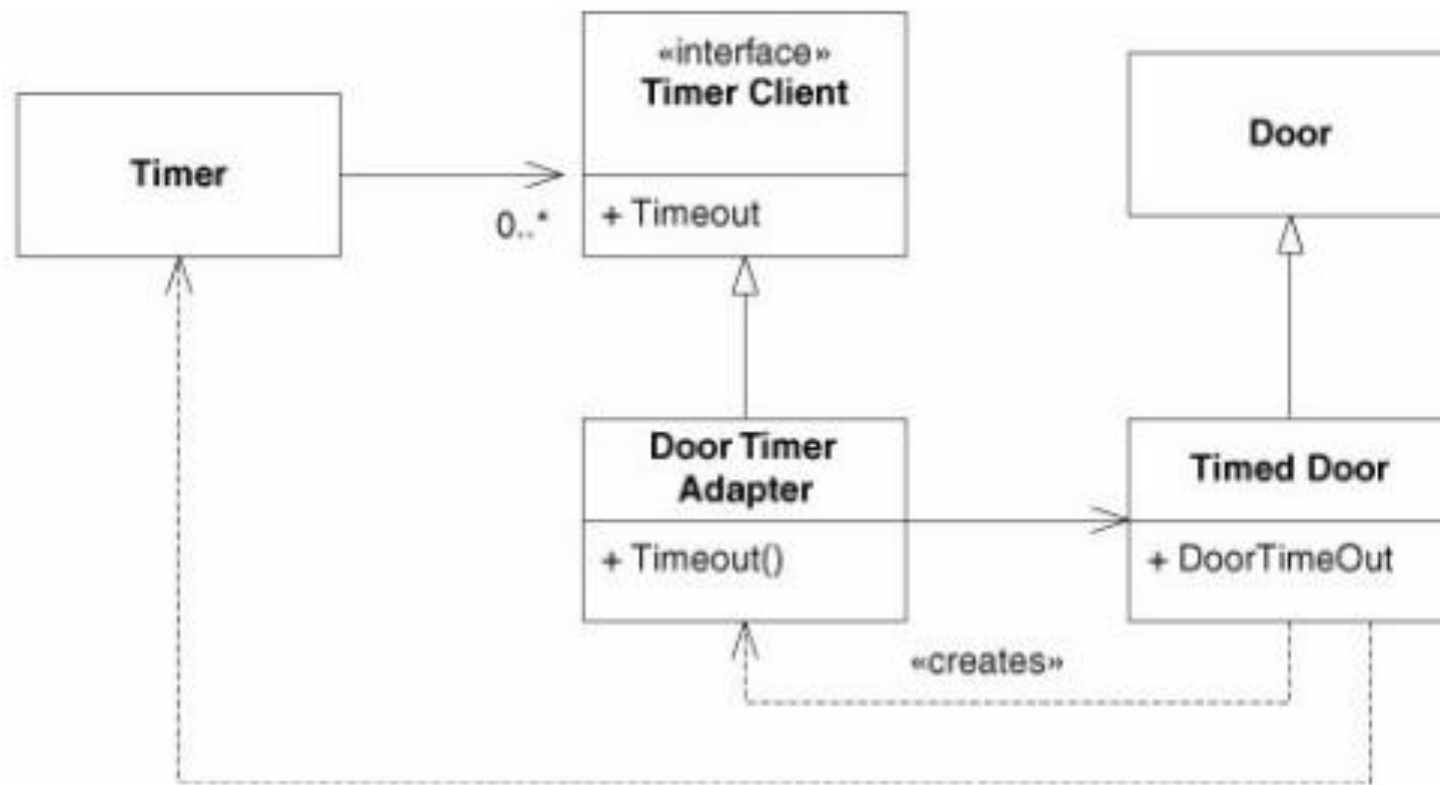 «interface»
Timer Client
Door
Timer
0..*
+ Timeout
Door Timer
Adapter
Timed Door
+ Timeout()
+ DoorTimeOut
«creates»